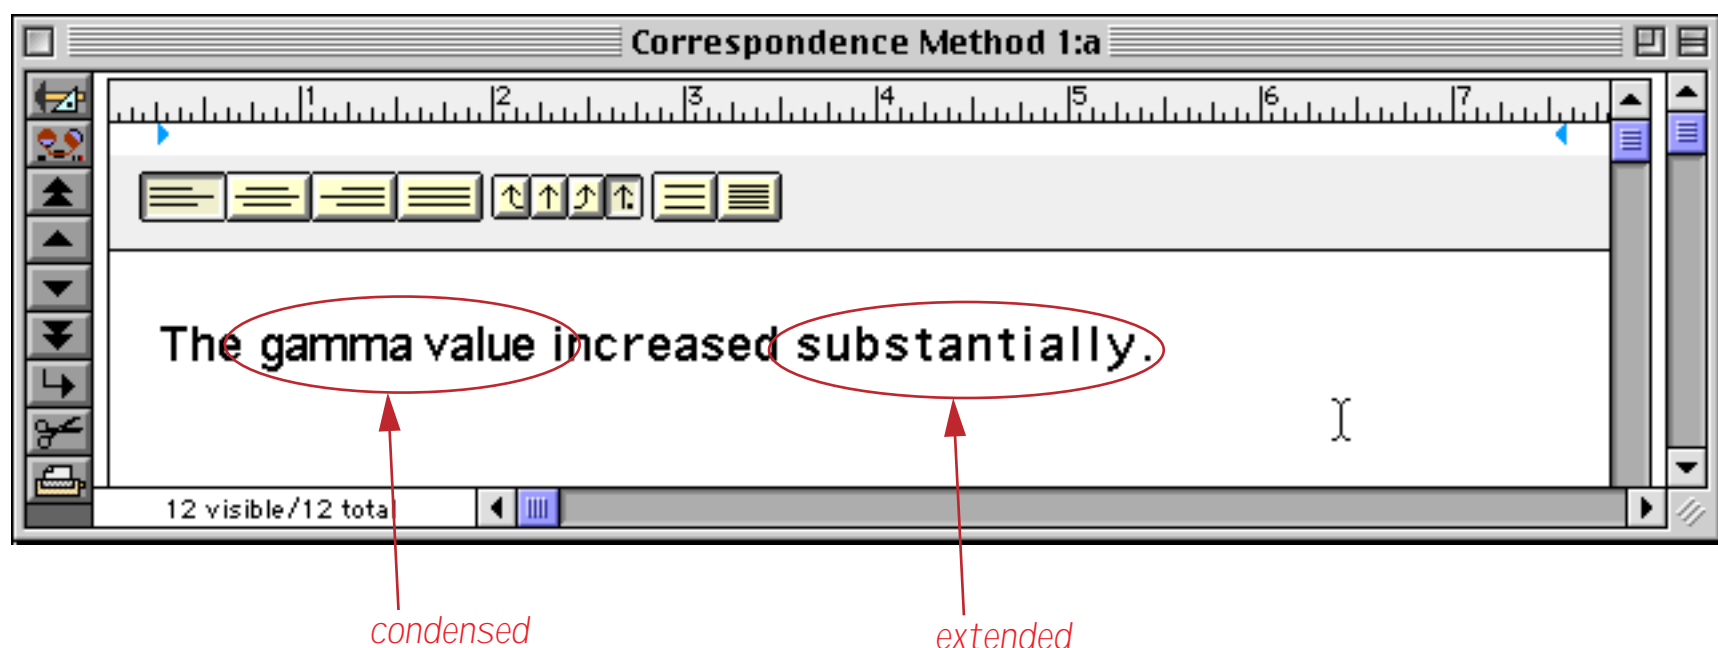 Correspondence Method 1:a
1 2 3 4 5 6 7
The gamma value increased substantially.
12 visible/12 total
condensed
extended